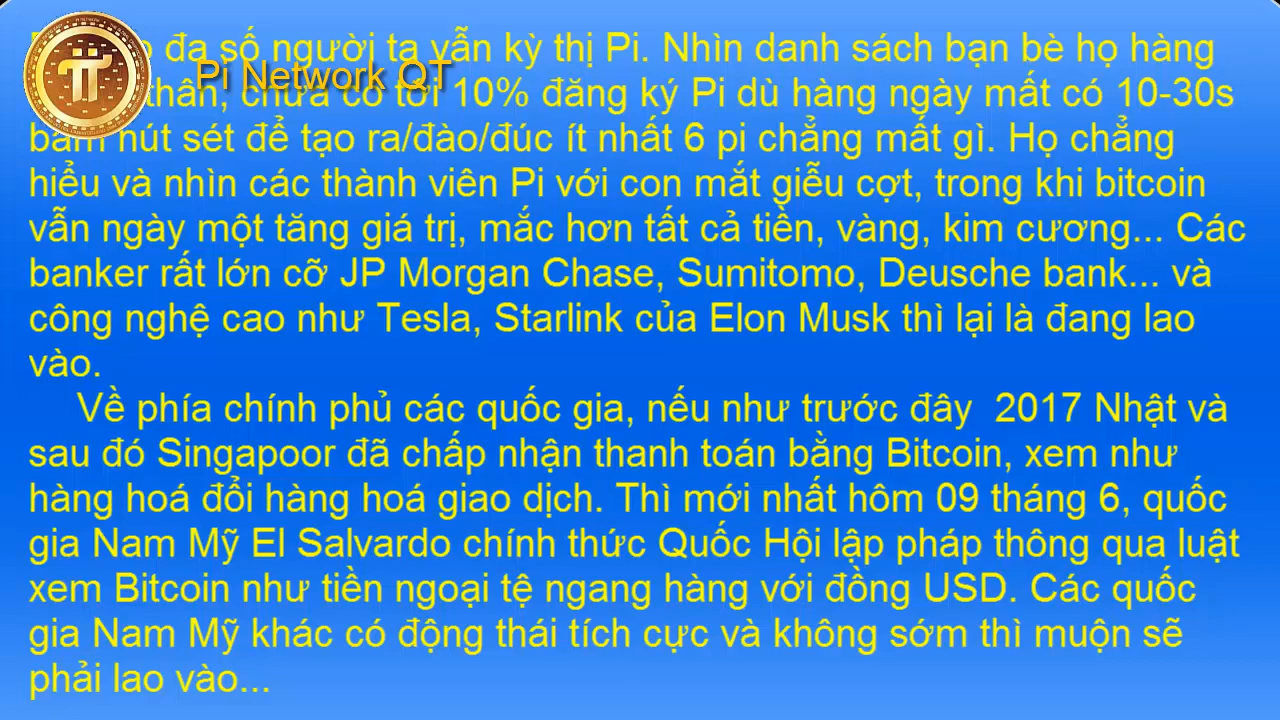 đa số người ta vẫn kỳ thị Pi. Nhìn danh sách bạn bè họ hàng
Pi Network QT
thân, chưa có tới 10% đăng ký Pi dù hàng ngày mất có 10-30s
bấm nút sét để tạo ra/đào/đúc ít nhất 6 pi chẳng mất gì. Họ chẳng
hiểu và nhìn các thành viên Pi với con mắt giễu cợt, trong khi bitcoin
vẫn ngày một tăng giá trị, mắc hơn tất cả tiền, vàng, kim cương... Các
banker rất lớn cỡ JP Morgan Chase, Sumitomo, Deusche bank... và
công nghệ cao như Tesla, Starlink của Elon Musk thì lại là đang lao
vào.
Về phía chính phủ các quốc gia, nếu như trước đây 2017 Nhật và
sau đó Singapoor đã chấp nhận thanh toán bằng Bitcoin, xem như
hàng hoá đổi hàng hoá giao dịch. Thì mới nhất hôm 09 tháng 6, quốc
gia Nam Mỹ El Salvardo chính thức Quốc Hội lập pháp thông qua luật
xem Bitcoin như tiền ngoại tệ ngang hàng với đồng USD. Các quốc
gia Nam Mỹ khác có động thái tích cực và không sớm thì muộn sẽ
phải lao vào...